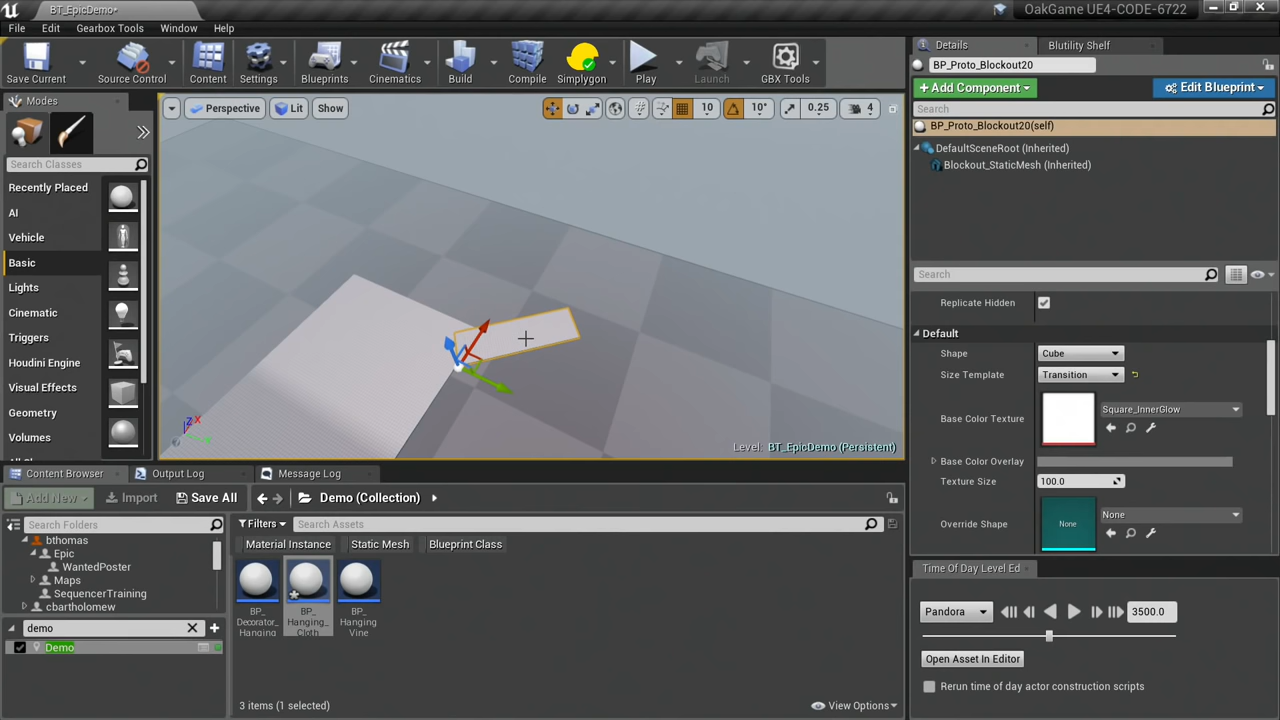 BT_EpicDemo*
OakGame UE4-CODE-6722
File
Edit
Gearbox Tools
Window
Help
Save Current
Source Control
Content
Settings
Blueprints
Cinematics
Build
Compile
Simplygon
Play
Launch
GBX Tools
Modes
Search Classes
Recently Placed
AI
Vehicle
Basic
Lights
Cinematic
Triggers
Houdini Engine
Visual Effects
Geometry
Volumes
Perspective
Lit
Show
10
10°
0.25
4
Z
X
Level: BT_EpicDemo (Persistent)
Details
Blutility Shelf
BP_Proto_Blockout20
+ Add Component
Edit Blueprint
Search
BP_Proto_Blockout20(self)
DefaultSceneRoot (Inherited)
Blockout_StaticMesh (Inherited)
Search
Replicate Hidden
Default
Shape
Cube
Size Template
Transition
Base Color Texture
Square_InnerGlow
Base Color Overlay
Texture Size
100.0
Override Shape
None
None
Content Browser
Output Log
Message Log
Add New
Import
Save All
Demo (Collection)
Search Folders
bthomas
Epic
WantedPoster
Maps
SequencerTraining
cbartholomew
demo
Demo
Filters
Search Assets
Material Instance
Static Mesh
Blueprint Class
BP_
Decorator_
Hanging
BP_
Hanging_
Cloth
BP_
Hanging
Vine
3 items (1 selected)
View Options
Time Of Day Level Ed
Pandora
3500.0
Open Asset In Editor
Rerun time of day actor construction scripts